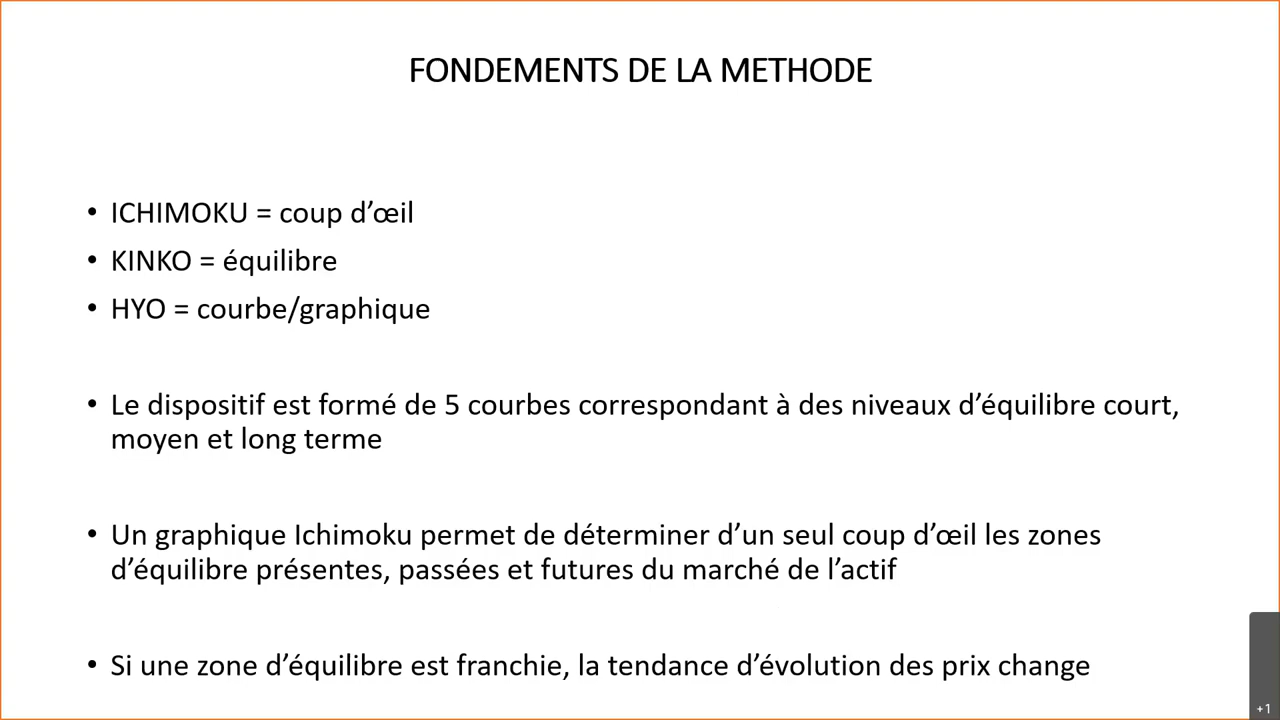 FONDEMENTS DE LA METHODE
• ICHIMOKU = coup d’œil
• KINKO = équilibre
• HYO = courbe/graphique
• Le dispositif est formé de 5 courbes correspondant à des niveaux d’équilibre court,
moyen et long terme
• Un graphique Ichimoku permet de déterminer d’un seul coup d’œil les zones
d’équilibre présentes, passées et futures du marché de l’actif
• Si une zone d’équilibre est franchie, la tendance d’évolution des prix change
+1